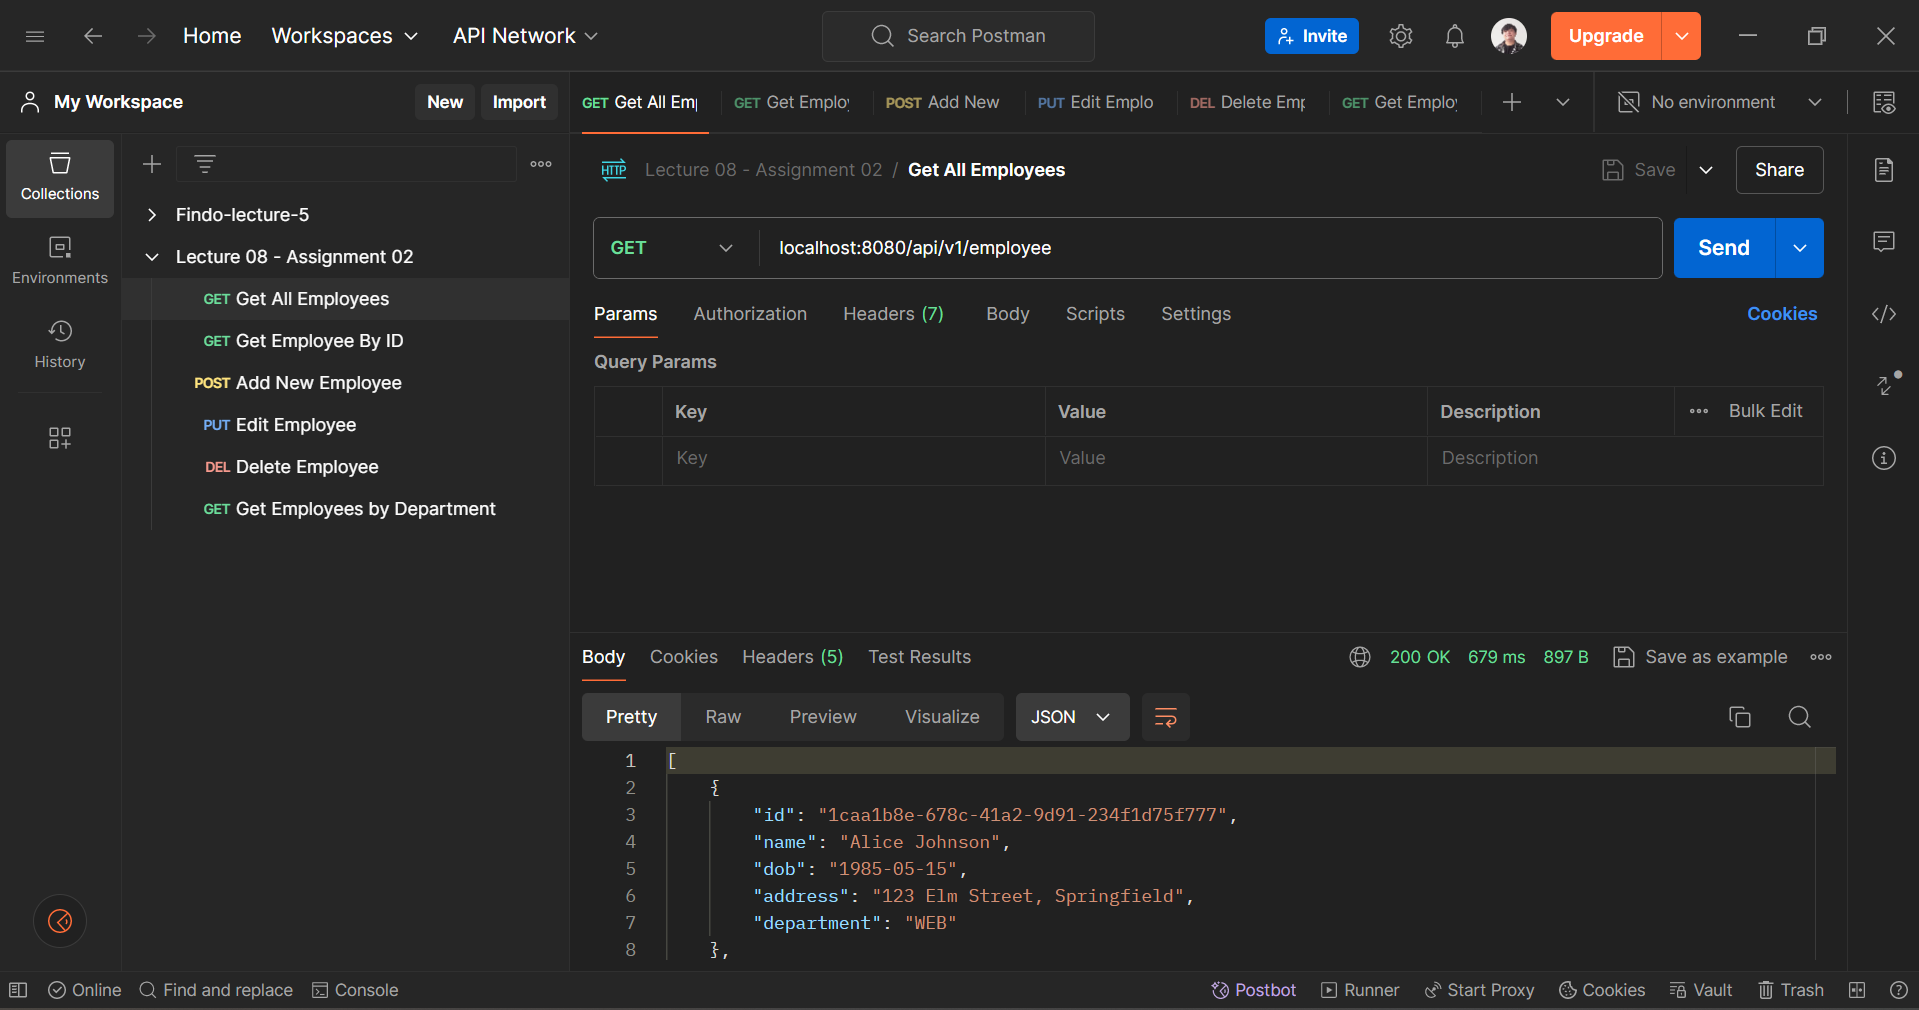 Home Workspaces API Network Search Postman Invite Upgrade
My Workspace New Import
GET Get All Em GET Get Emplo POST Add New PUT Edit Emplo DEL Delete Em GET Get Emplo No environment
Collections
Environments
History
Findo-lecture-5
Lecture 08 - Assignment 02
GET Get All Employees
GET Get Employee By ID
POST Add New Employee
PUT Edit Employee
DEL Delete Employee
GET Get Employees by Department
HTTP Lecture 08 - Assignment 02 / Get All Employees Save Share
GET localhost:8080/api/v1/employee Send
Params Authorization Headers (7) Body Scripts Settings Cookies
Query Params
Key Value Description Bulk Edit
Key Value Description
Body Cookies Headers (5) Test Results 200 OK 679 ms 897 B Save as example
Pretty Raw Preview Visualize JSON
1 [
2 {
3 "id": "1caa1b8e-678c-41a2-9d91-234f1d75f777",
4 "name": "Alice Johnson",
5 "dob": "1985-05-15",
6 "address": "123 Elm Street, Springfield",
7 "department": "WEB"
8 },
Online Find and replace Console Postbot Runner Start Proxy Cookies Vault Trash